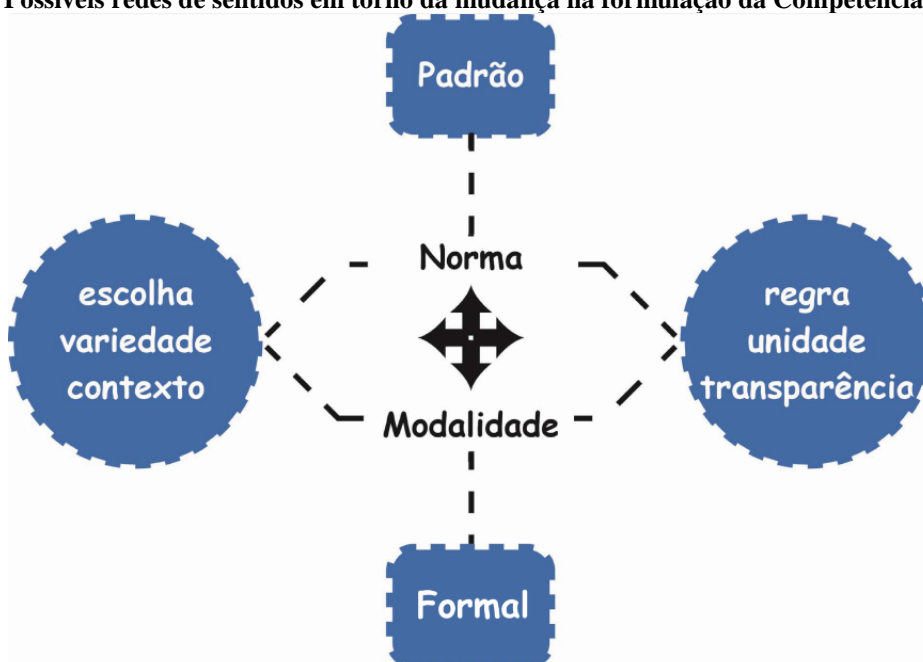 Possíveis redes de sentidos em torno da mudança na formulação da Competência
Padrão
Norma
escolha
variedade
contexto
regra
unidade
transparência
Modalidade
Formal